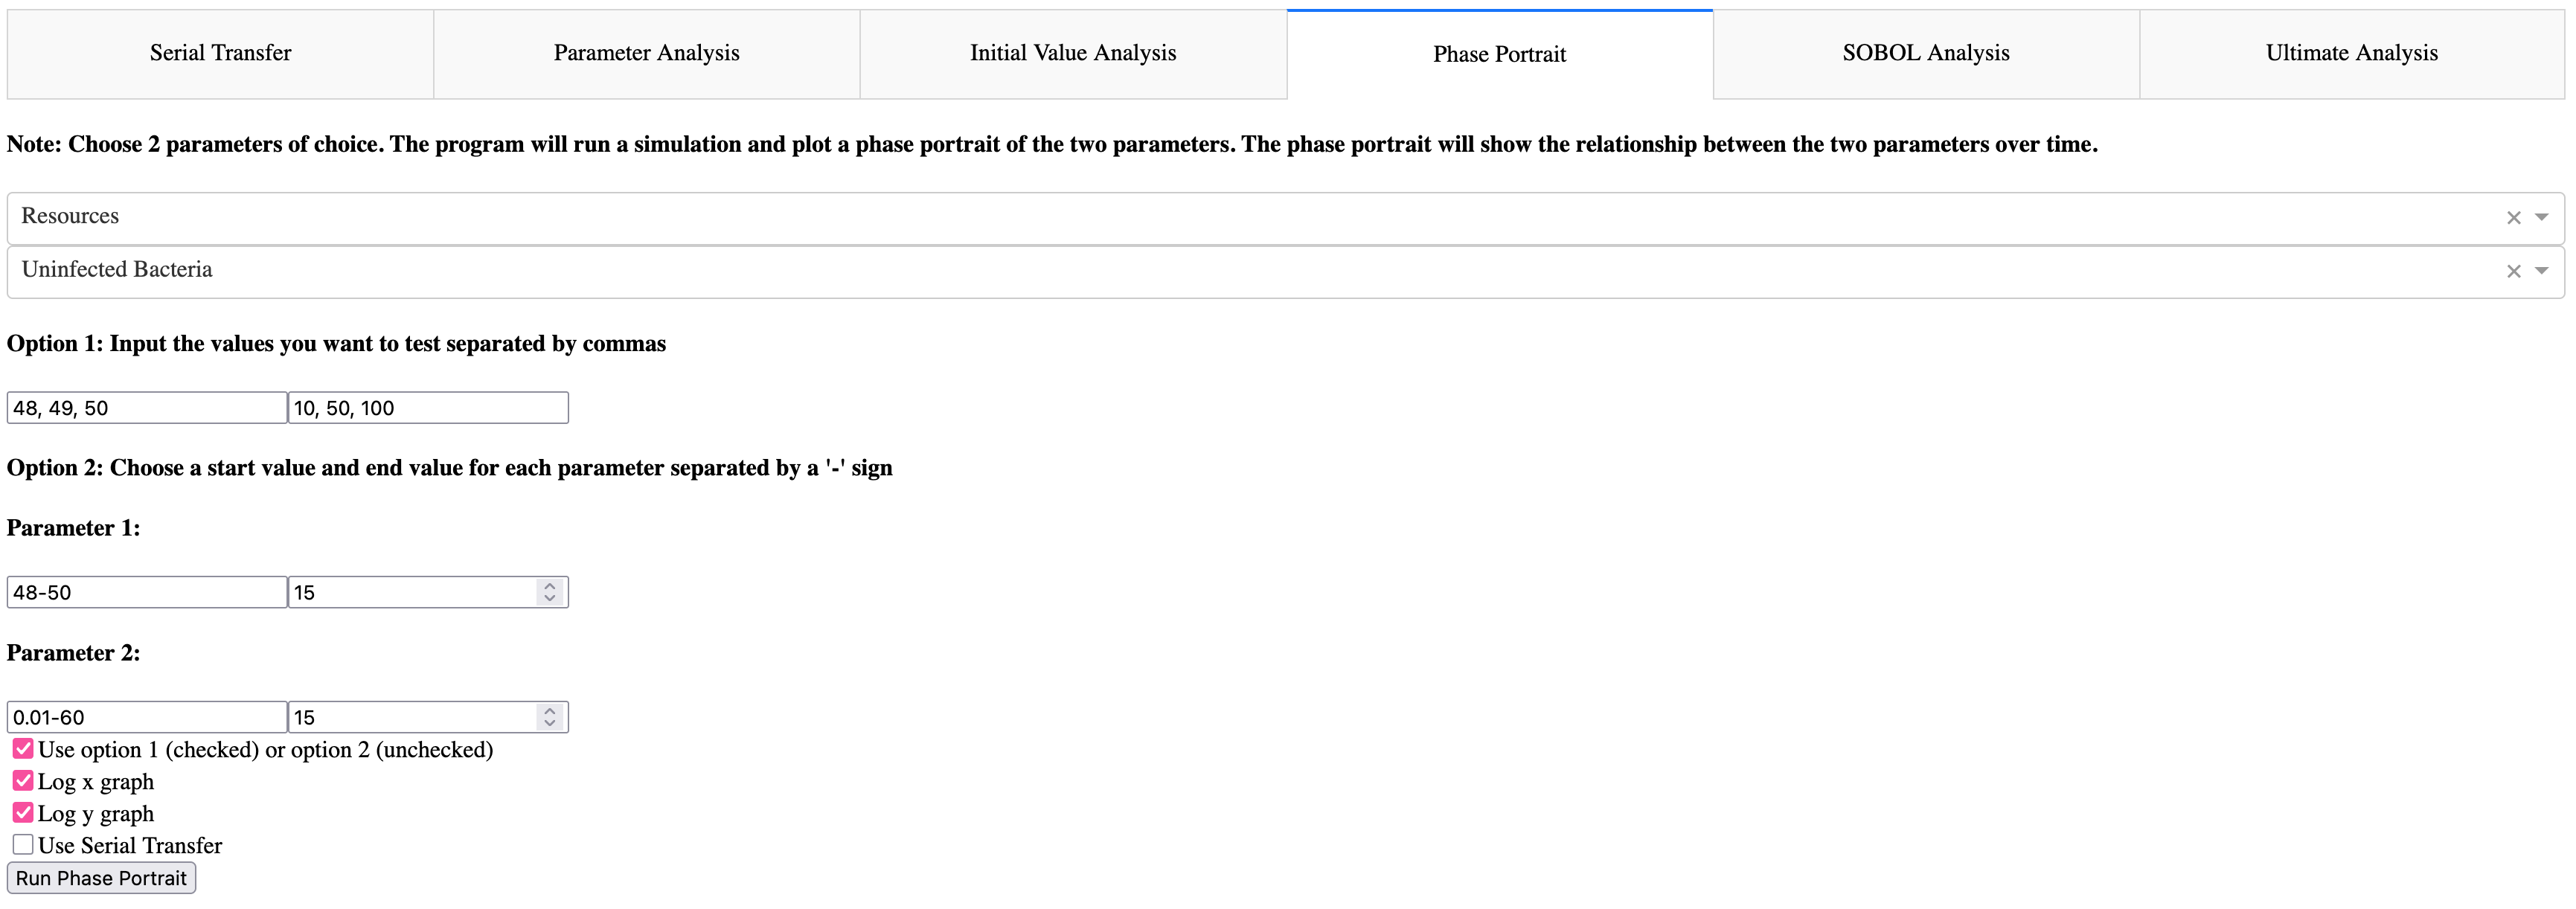 Serial Transfer Parameter Analysis Initial Value Analysis Phase Portrait SOBOL Analysis Ultimate Analysis
Note: Choose 2 parameters of choice. The program will run a simulation and plot a phase portrait of the two parameters. The phase portrait will show the relationship between the two parameters over time.
Resources
Uninfected Bacteria
Option 1: Input the values you want to test separated by commas
48, 49, 50 10, 50, 100
Option 2: Choose a start value and end value for each parameter separated by a '-' sign
Parameter 1:
48-50 15
Parameter 2:
0.01-60 15
Use option 1 (checked) or option 2 (unchecked)
Log x graph
Log y graph
Use Serial Transfer
Run Phase Portrait